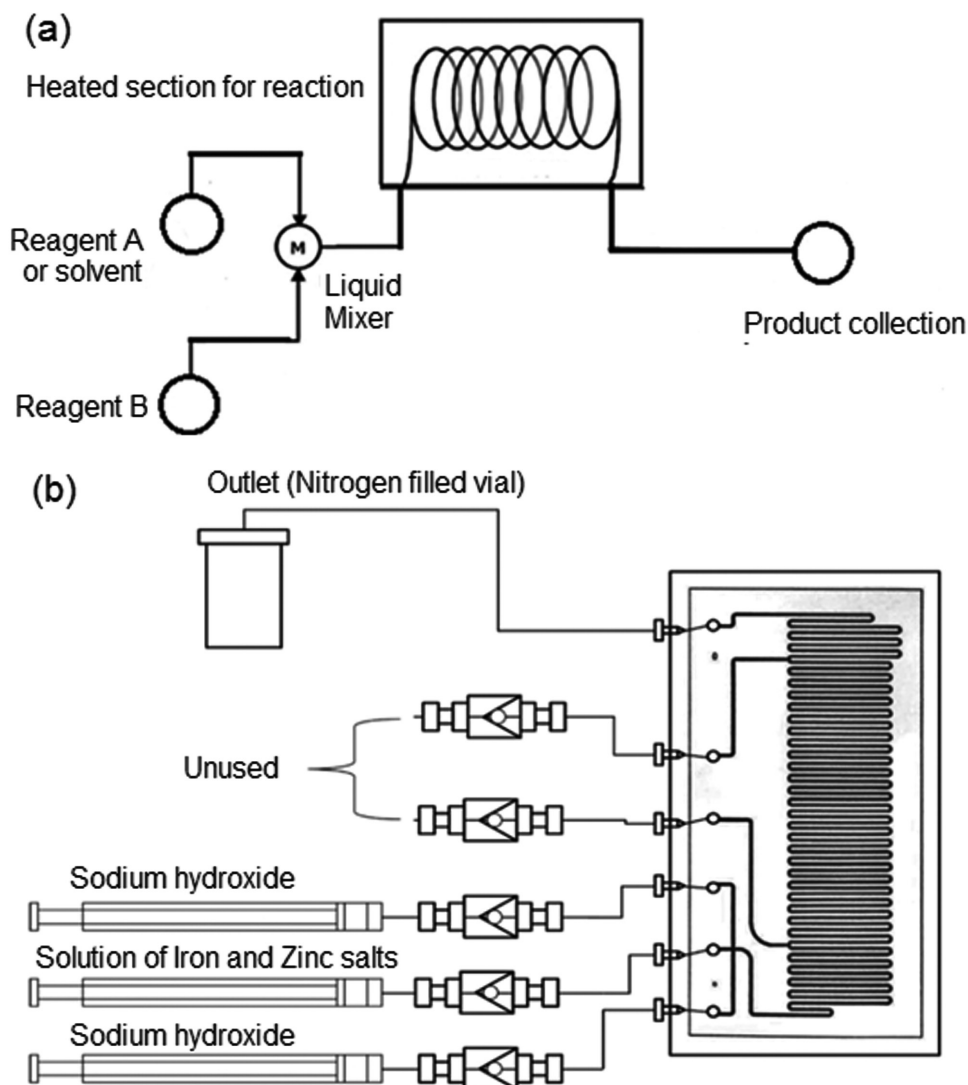 (a)
Heated section for reaction
Reagent A
or solvent
M
Liquid
Mixer
Product collection
Reagent B
(b)
Outlet (Nitrogen filled vial)
Unused
Sodium hydroxide
Solution of Iron and Zinc salts
Sodium hydroxide